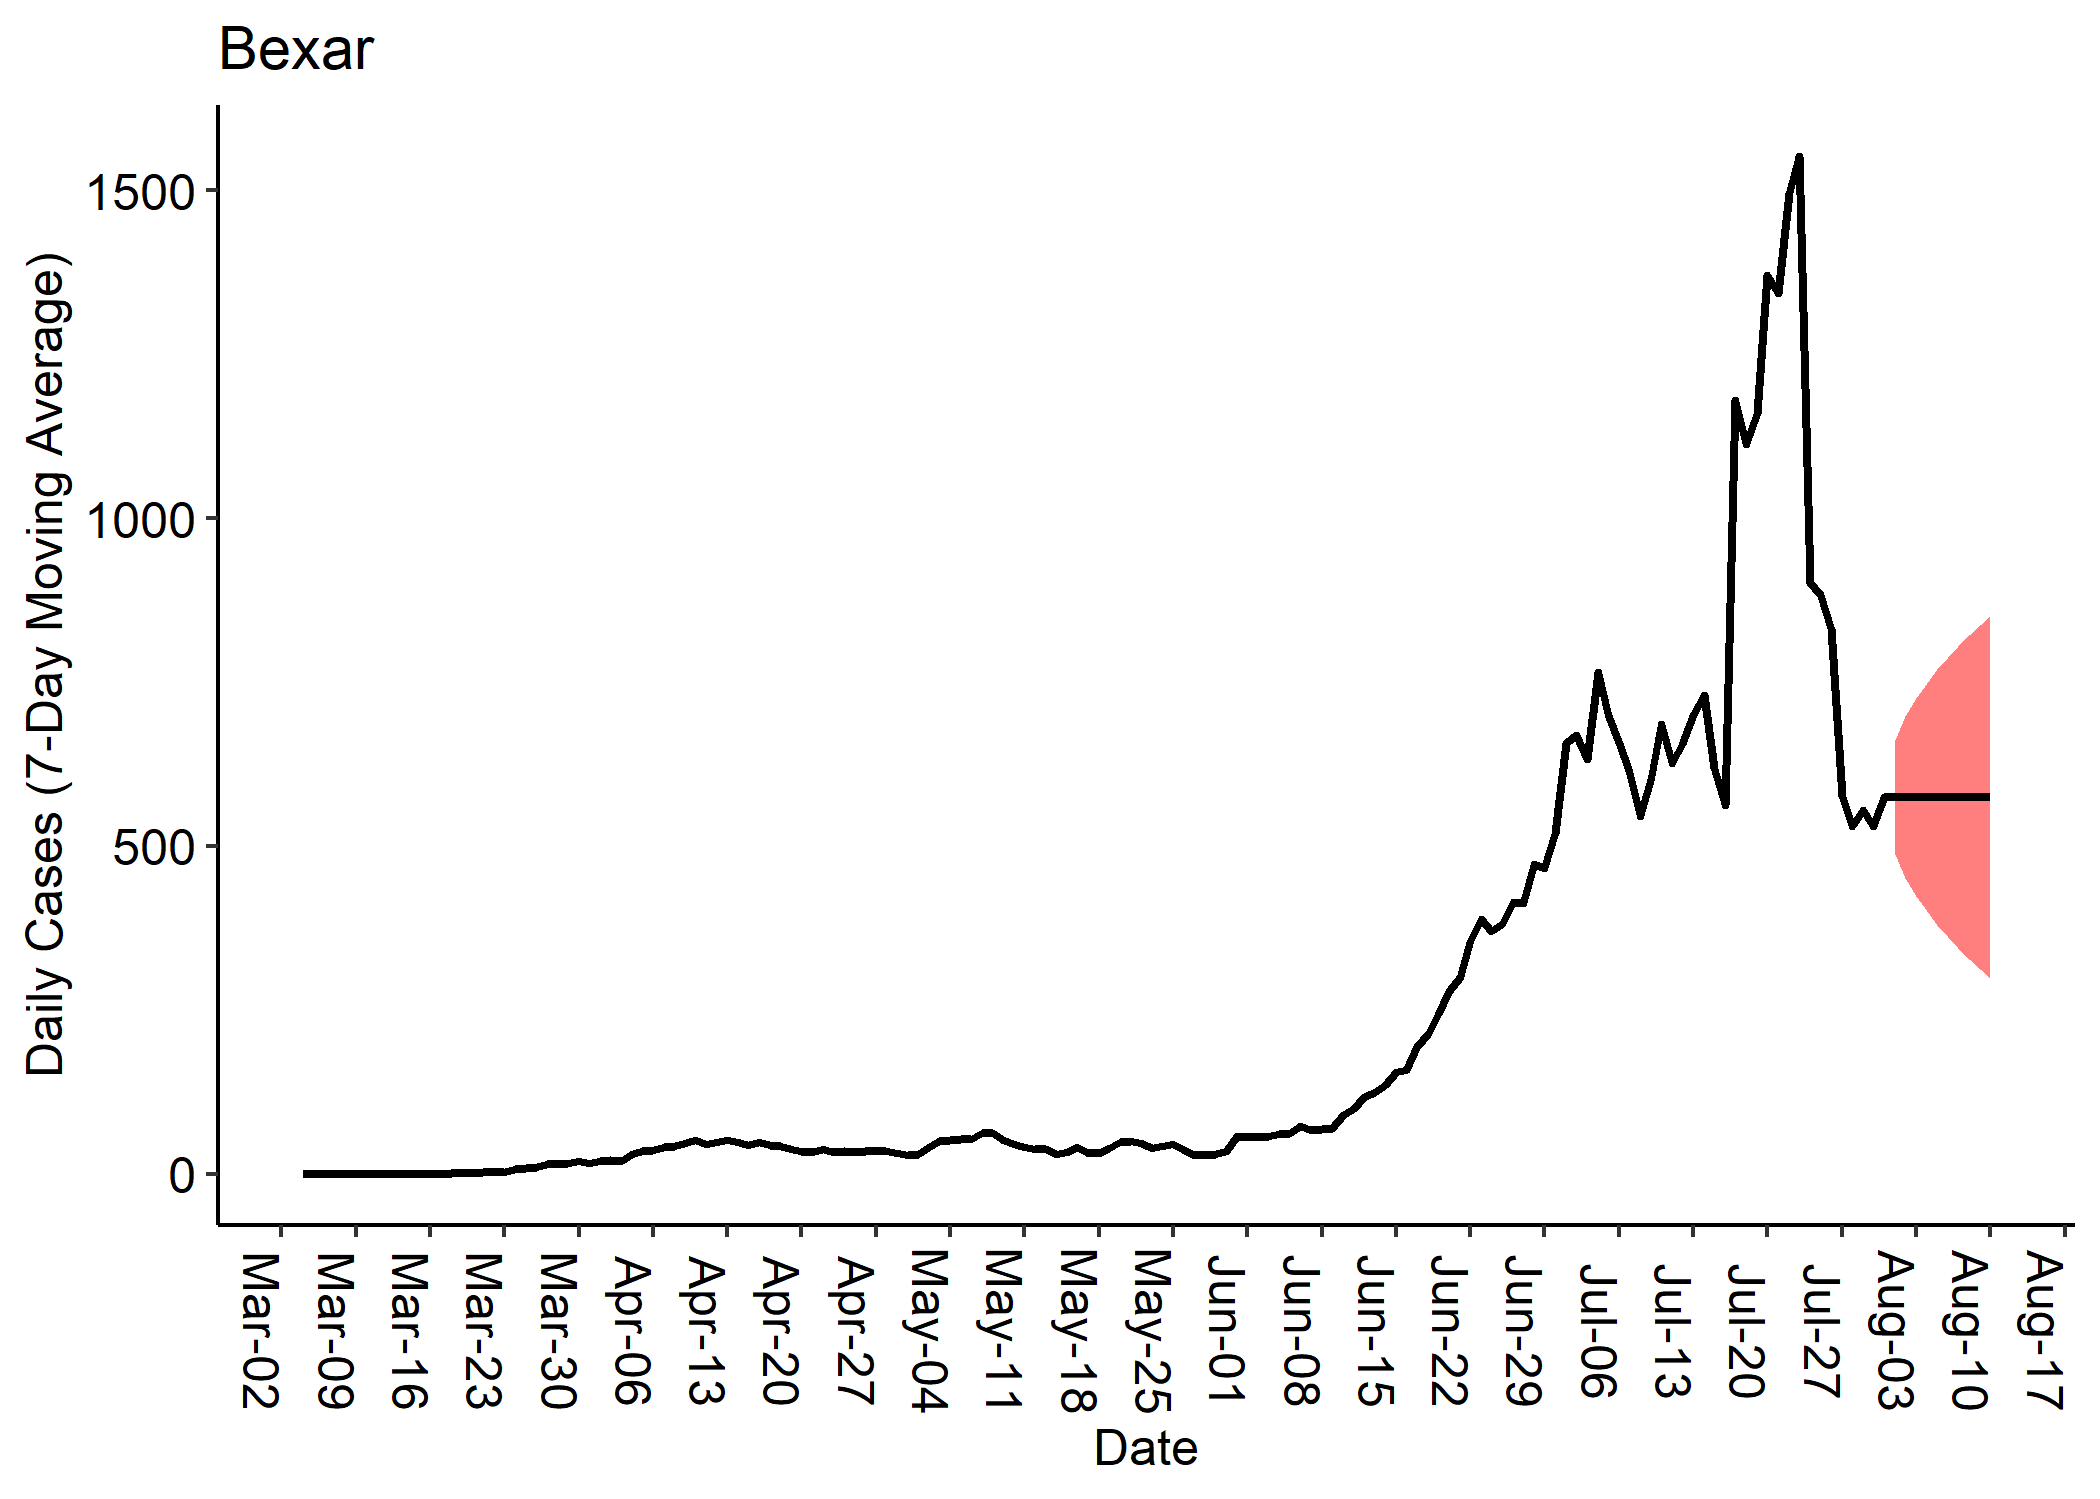 Bexar
Daily Cases (7-Day Moving Average)
1500
1000
500
0
Mar-02
Mar-09
Mar-16
Mar-23
Mar-30
Apr-06
Apr-13
Apr-20
Apr-27
May-04
May-11
May-18
May-25
Jun-01
Jun-08
Jun-15
Jun-22
Jun-29
Jul-06
Jul-13
Jul-20
Jul-27
Aug-03
Aug-10
Aug-17
Date